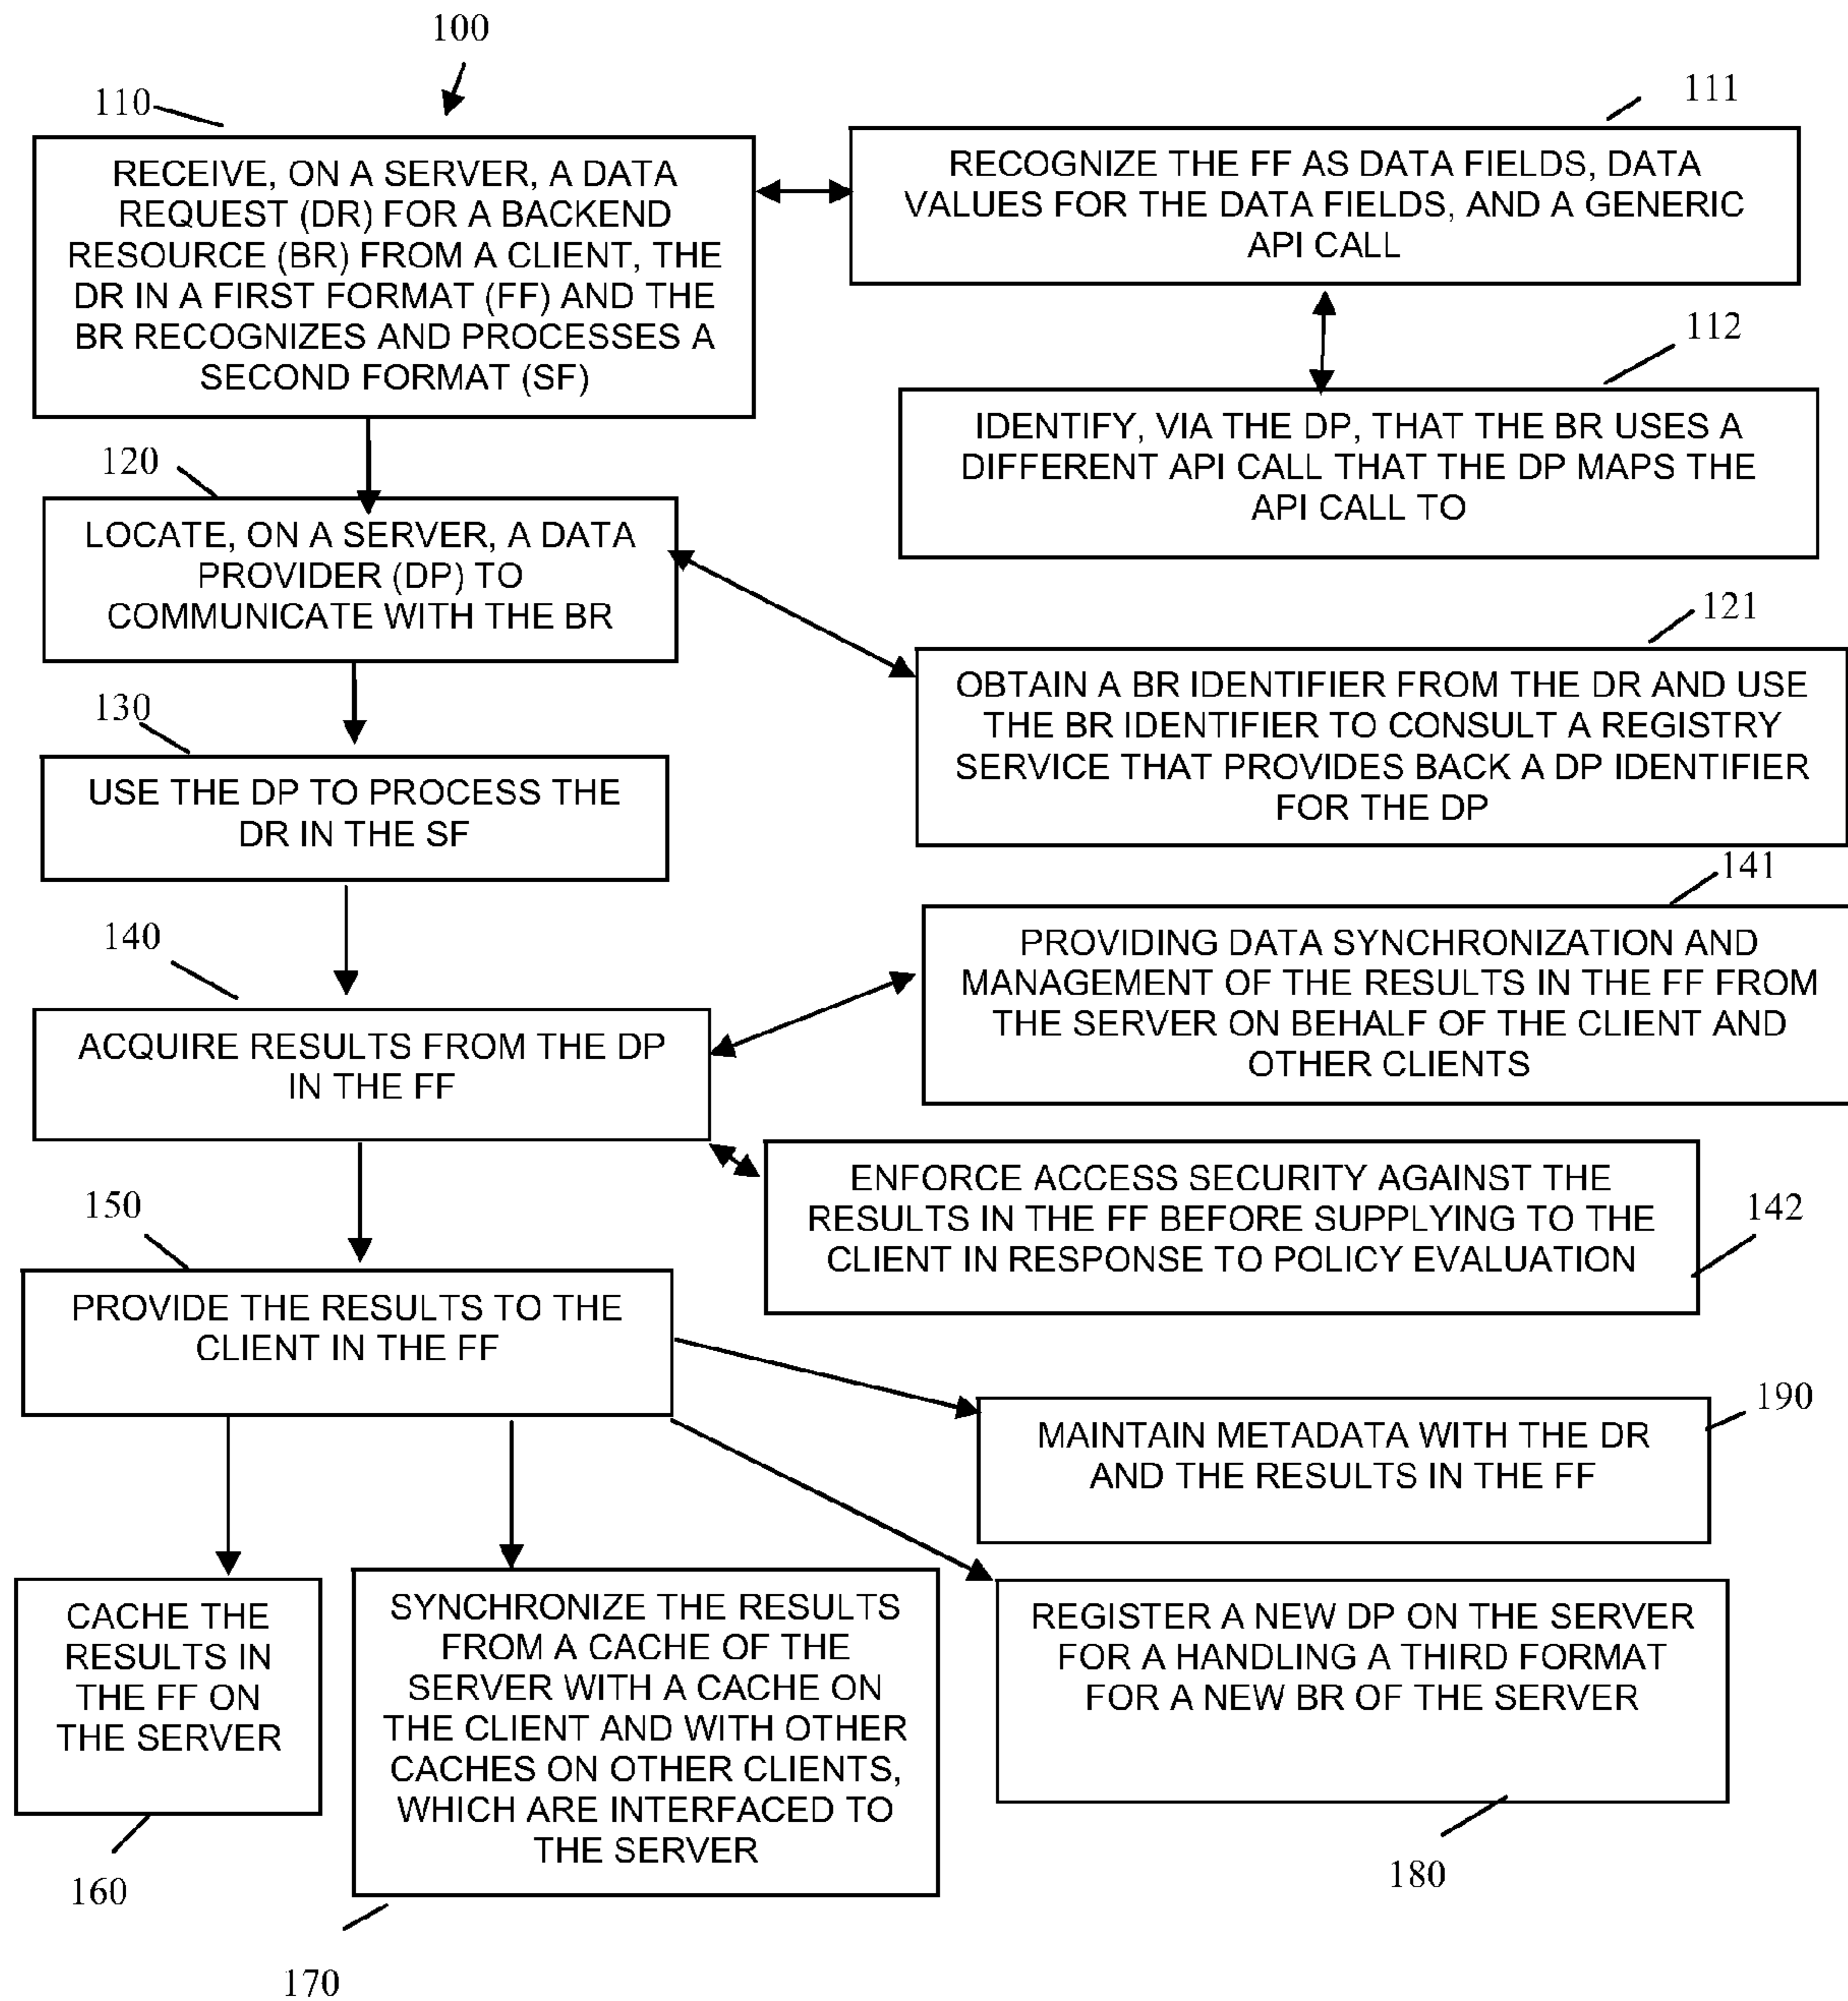 100
110
RECEIVE, ON A SERVER, A DATA
REQUEST (DR) FOR A BACKEND
RESOURCE (BR) FROM A CLIENT, THE
DR IN A FIRST FORMAT (FF) AND THE
BR RECOGNIZES AND PROCESSES A
SECOND FORMAT (SF)
111
RECOGNIZE THE FF AS DATA FIELDS, DATA
VALUES FOR THE DATA FIELDS, AND A GENERIC
API CALL
112
IDENTIFY, VIA THE DP, THAT THE BR USES A
DIFFERENT API CALL THAT THE DP MAPS THE
API CALL TO
120
LOCATE, ON A SERVER, A DATA
PROVIDER (DP) TO
COMMUNICATE WITH THE BR
121
OBTAIN A BR IDENTIFIER FROM THE DR AND USE
THE BR IDENTIFIER TO CONSULT A REGISTRY
SERVICE THAT PROVIDES BACK A DP IDENTIFIER
FOR THE DP
130
USE THE DP TO PROCESS THE
DR IN THE SF
140
ACQUIRE RESULTS FROM THE DP
IN THE FF
141
PROVIDING DATA SYNCHRONIZATION AND
MANAGEMENT OF THE RESULTS IN THE FF FROM
THE SERVER ON BEHALF OF THE CLIENT AND
OTHER CLIENTS
142
ENFORCE ACCESS SECURITY AGAINST THE
RESULTS IN THE FF BEFORE SUPPLYING TO THE
CLIENT IN RESPONSE TO POLICY EVALUATION
150
PROVIDE THE RESULTS TO THE
CLIENT IN THE FF
190
MAINTAIN METADATA WITH THE DR
AND THE RESULTS IN THE FF
CACHE THE
RESULTS IN
THE FF ON
THE SERVER
160
SYNCHRONIZE THE RESULTS
FROM A CACHE OF THE
SERVER WITH A CACHE ON
THE CLIENT AND WITH OTHER
CACHES ON OTHER CLIENTS,
WHICH ARE INTERFACED TO
THE SERVER
170
REGISTER A NEW DP ON THE SERVER
FOR A HANDLING A THIRD FORMAT
FOR A NEW BR OF THE SERVER
180